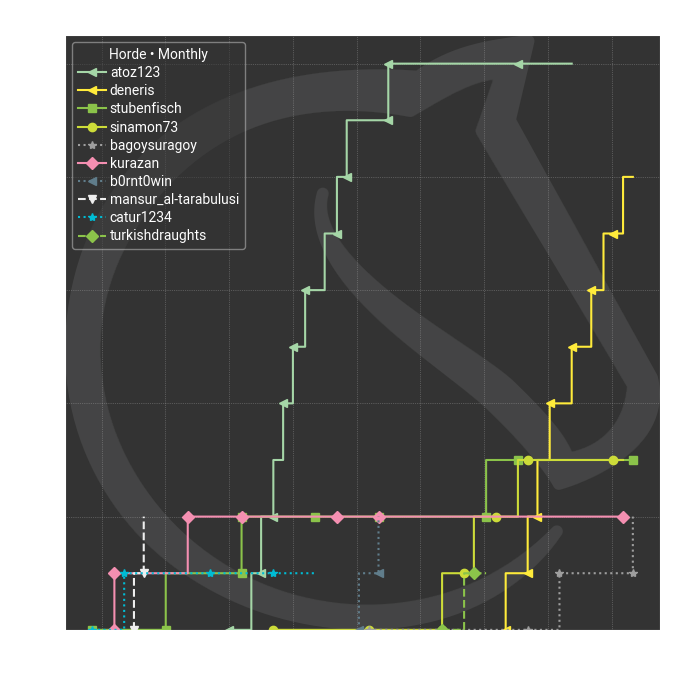 Horde • Monthly
atoz123
deneris
stubenfisch
sinamon73
bagoysuragoy
kurazan
b0rnt0win
mansur_al-tarabulusi
catur1234
turkishdraughts